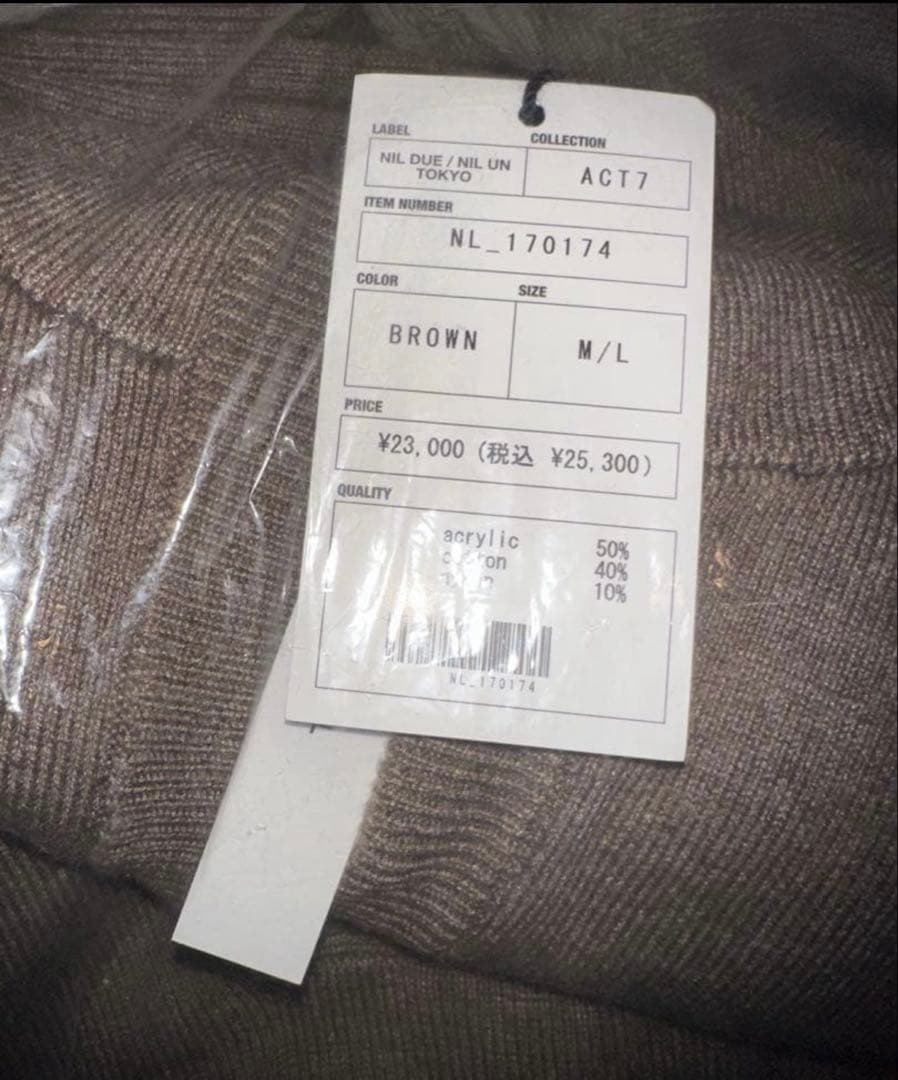 LABEL
COLLECTION
NIL DUE / NIL UN
TOKYO
ACT7
ITEM NUMBER
NL_170174
COLOR
SIZE
BROWN
M/L
PRICE
¥23,000 (税込 ¥25,300)
QUALITY
acrylic 50%
40%
10%
NL_170174